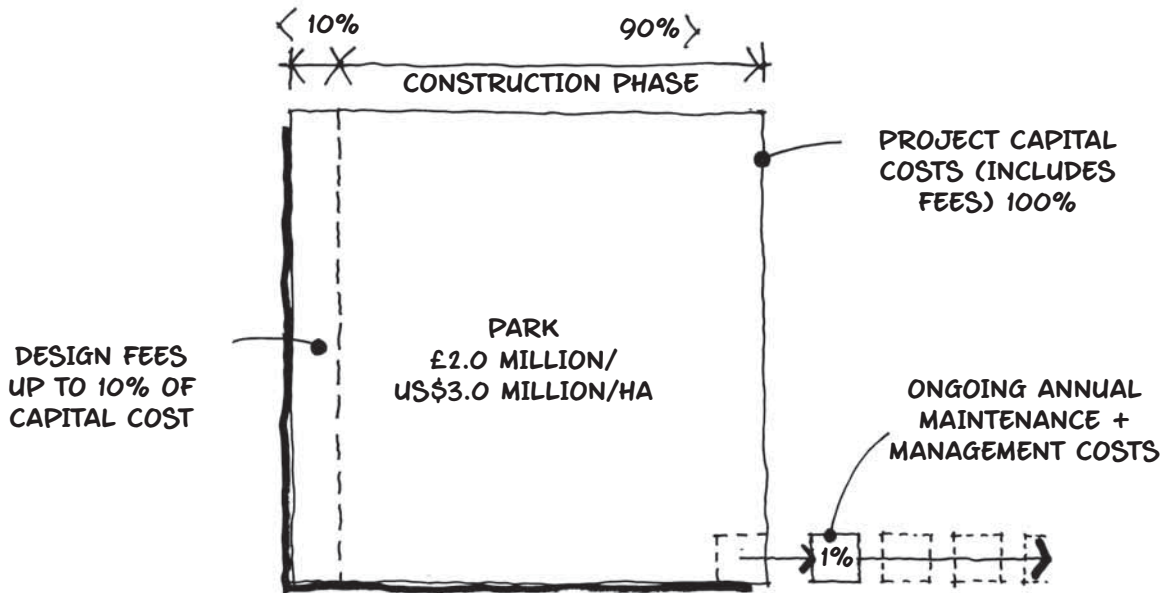 10%
90%
CONSTRUCTION PHASE
PROJECT CAPITAL
COSTS (INCLUDES
FEES) 100%
PARK
£2.0 MILLION/
US$3.0 MILLION/HA
DESIGN FEES
UP TO 10% OF
CAPITAL COST
ONGOING ANNUAL
MAINTENANCE +
MANAGEMENT COSTS
1%